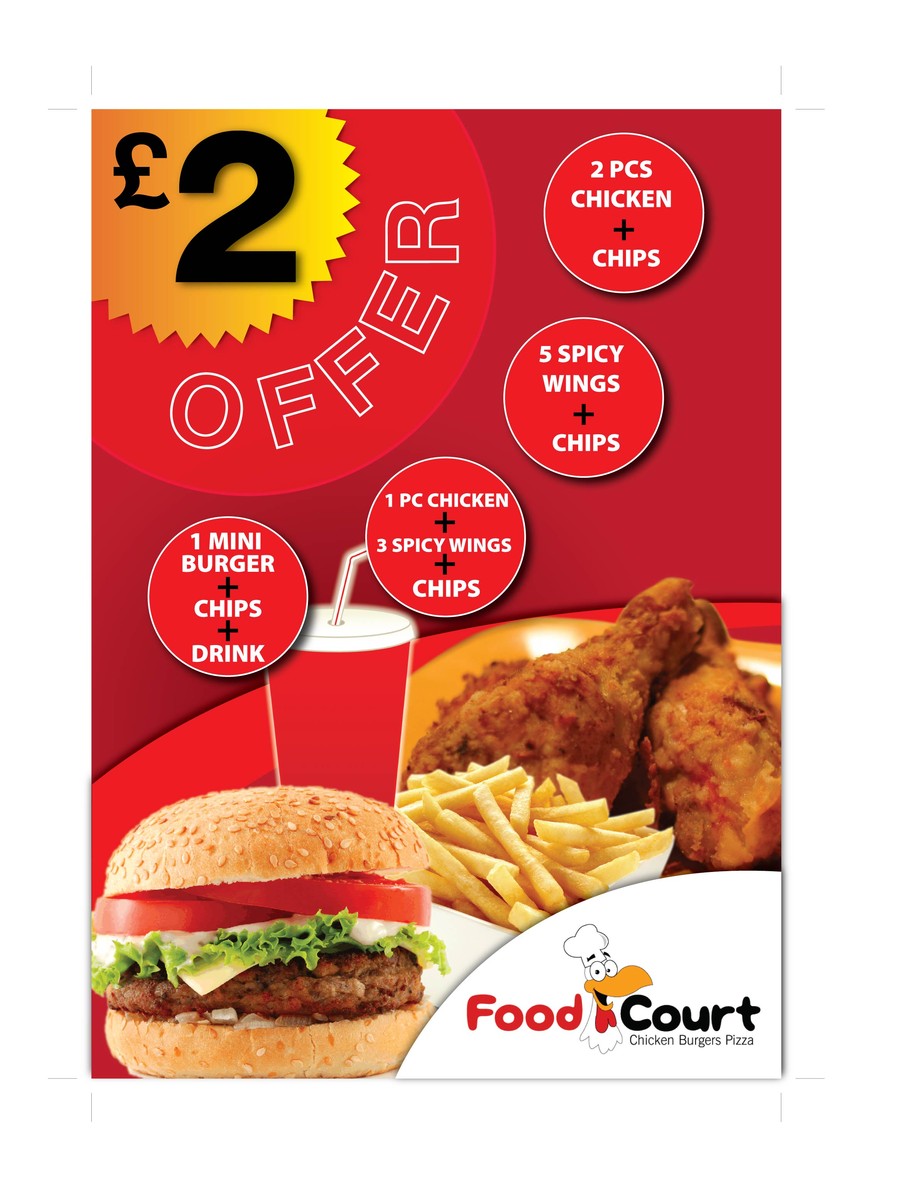 £2
OFFER
2 PCS
CHICKEN
+
CHIPS
5 SPICY
WINGS
+
CHIPS
1 PC CHICKEN
+
3 SPICY WINGS
+
CHIPS
1 MINI
BURGER
+
CHIPS
+
DRINK
Food Court
Chicken Burgers Pizza